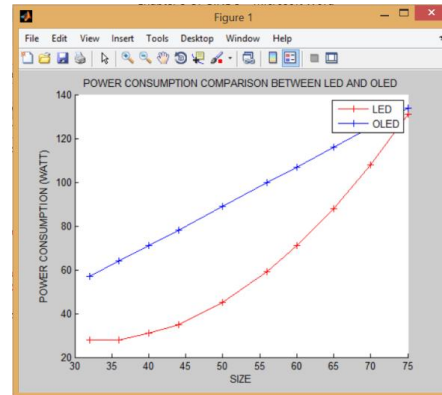 Figure 1
File Edit View Insert Tools Desktop Window Help
POWER CONSUMPTION COMPARISON BETWEEN LED AND OLED
LED
OLED
POWER CONSUMPTION (WATT)
140
120
100
80
60
40
20
30 35 40 45 50 55 60 65 70 75
SIZE